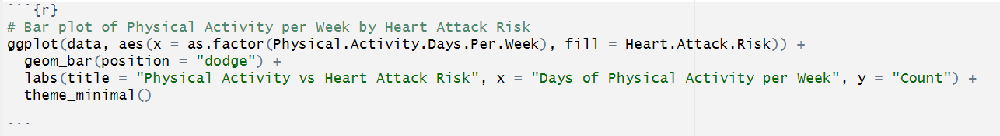 ```{r}
# Bar plot of Physical Activity per Week by Heart Attack Risk
ggplot(data, aes(x = as.factor(Physical.Activity.Days.Per.Week), fill = Heart.Attack.Risk)) +
  geom_bar(position = "dodge") +
  labs(title = "Physical Activity vs Heart Attack Risk", x = "Days of Physical Activity per Week", y = "Count") +
  theme_minimal()
```